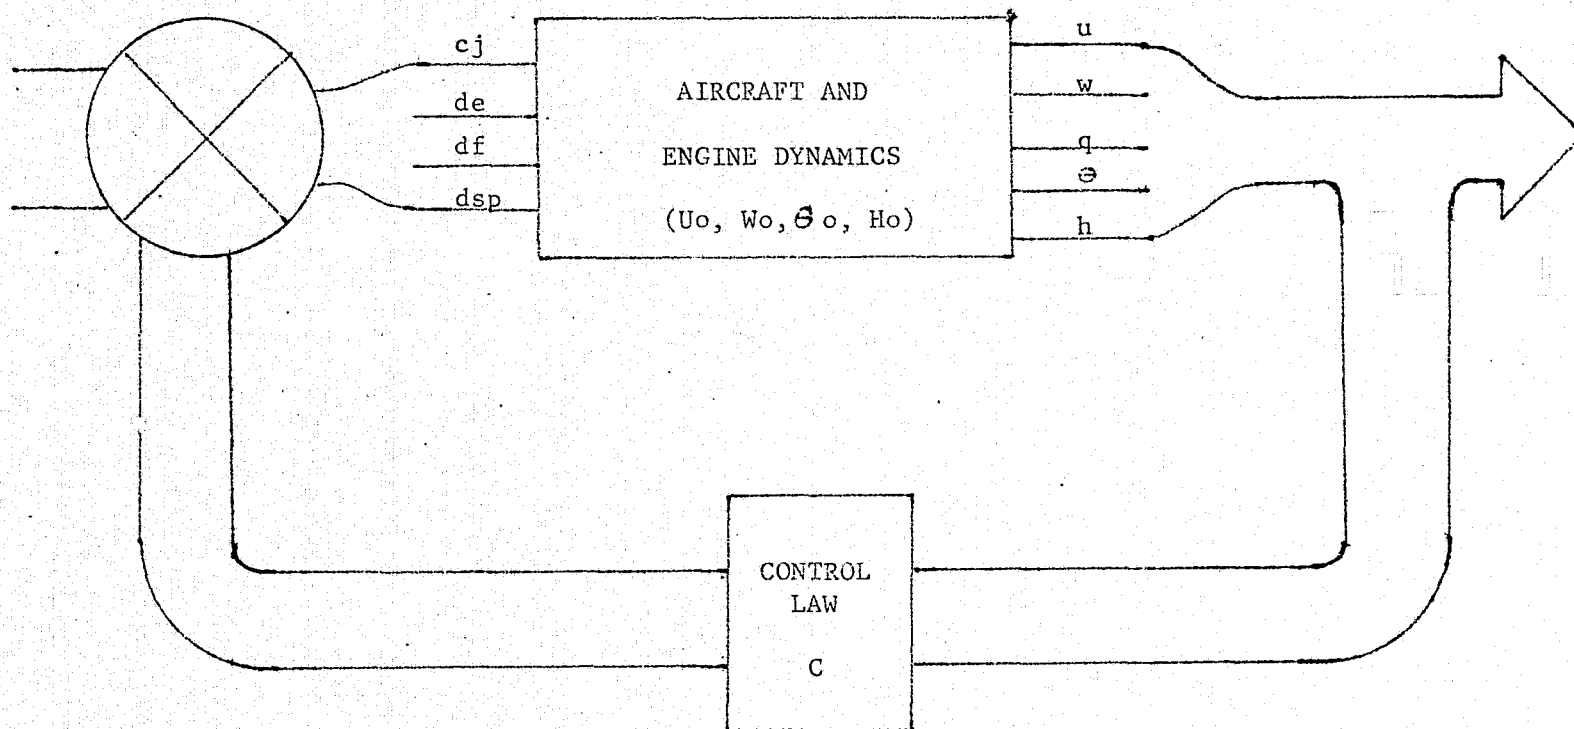 cj
de
df
dsp
AIRCRAFT AND
ENGINE DYNAMICS
(Uo, Wo, Θo, Ho)
u
w
q
Θ
h
CONTROL
LAW
C